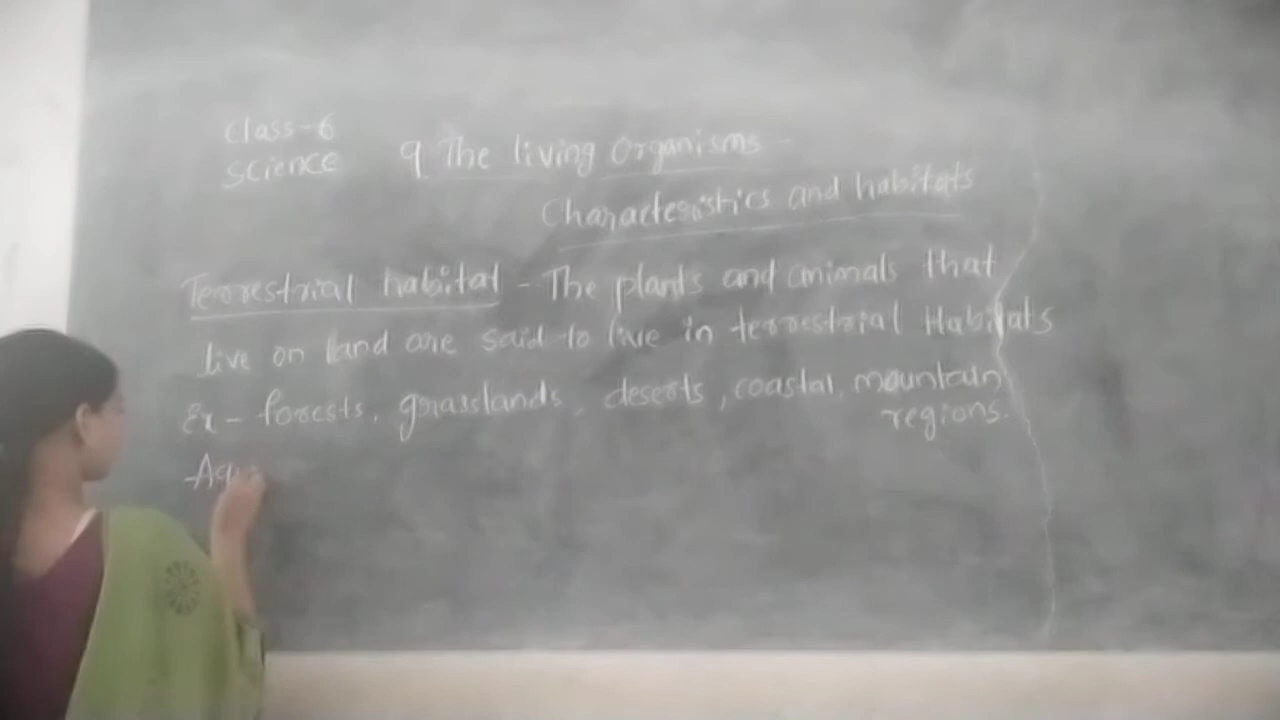 Class-6
Science
9 The living Organisms -
Characteristics and habitats
Terrestrial habitat - The plants and animals that
live on land are said to live in terrestrial Habitats
Ex - forests, grasslands, deserts, coastal, mountain
regions.
Aqu